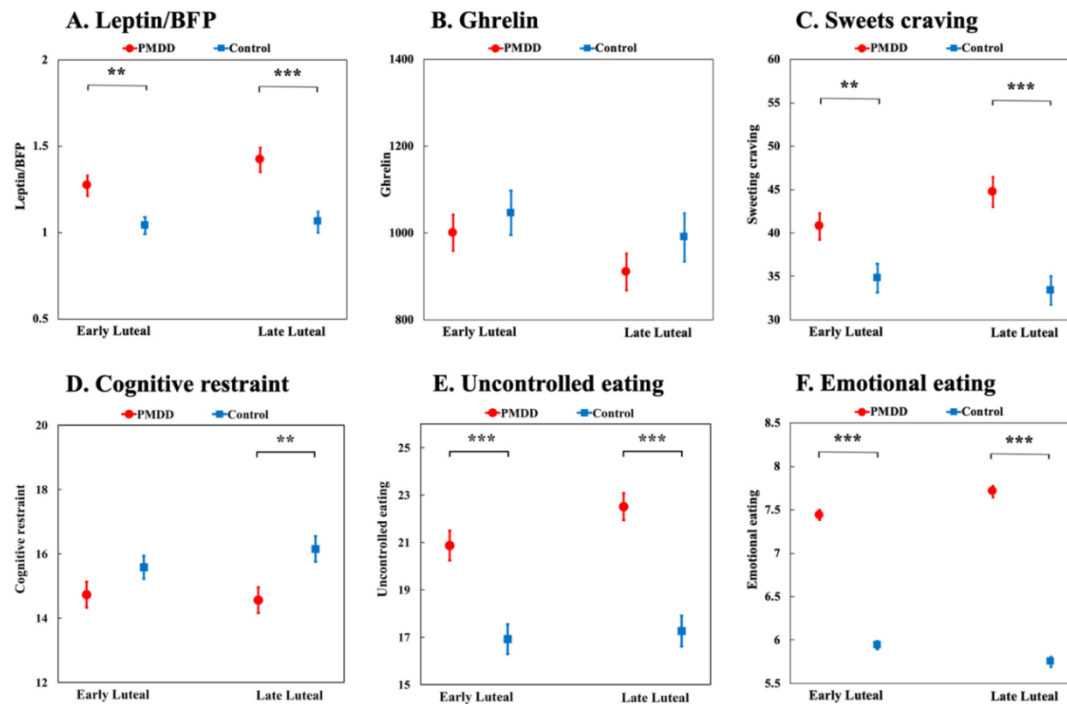 A. Leptin/BFP
PMDD Control
2
1.5
1
0.5
Leptin/BFP
** ***
Early Luteal Late Luteal
B. Ghrelin
PMDD Control
1400
1200
1000
800
Ghrelin
Early Luteal Late Luteal
C. Sweets craving
PMDD Control
60
55
50
45
40
35
30
Sweeting craving
** ***
Early Luteal Late Luteal
D. Cognitive restraint
PMDD Control
20
18
16
14
12
Cognitive restraint
**
Early Luteal Late Luteal
E. Uncontrolled eating
PMDD Control
25
23
21
19
17
15
Uncontrolled eating
*** ***
Early Luteal Late Luteal
F. Emotional eating
PMDD Control
8.5
8
7.5
7
6.5
6
5.5
Emotional eating
*** ***
Early Luteal Late Luteal